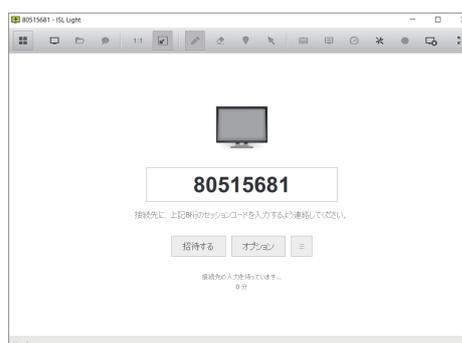 80515681 - ISL Light
1:1
80515681
接続先に、上記8桁のセッションコードを入力するよう連絡してください。
招待する
オプション
接続先の入力を待っています...
0 分